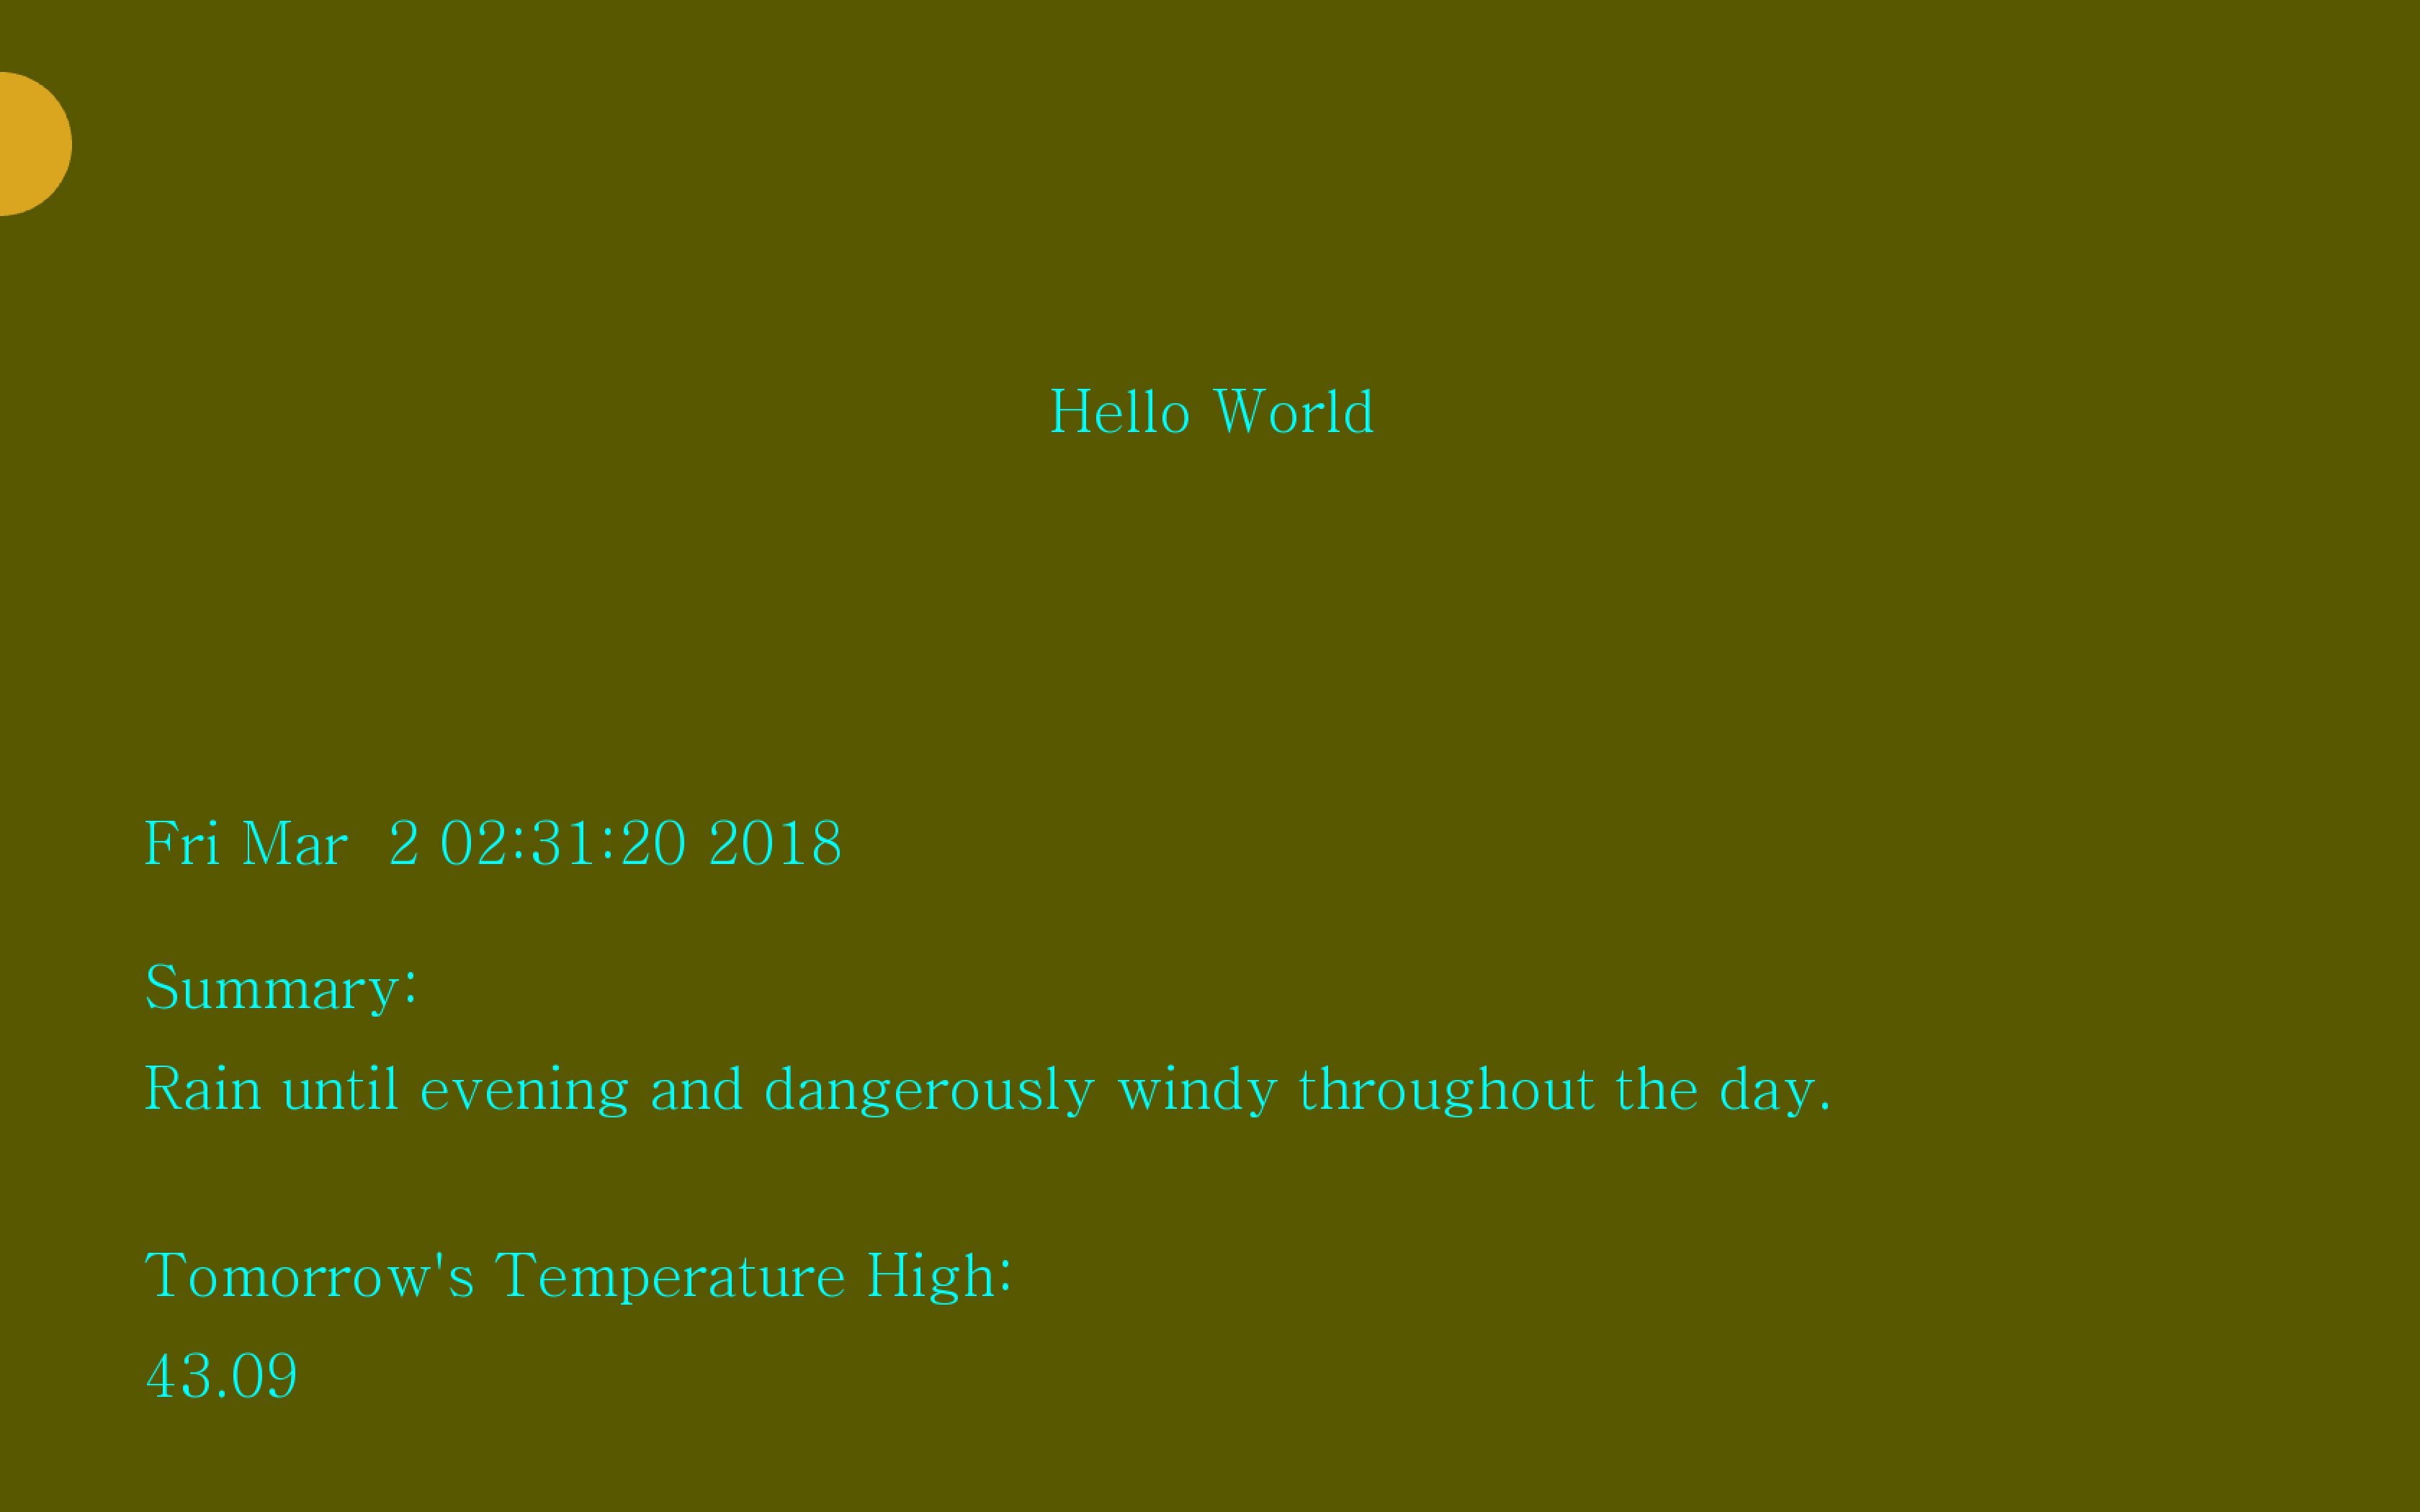 Hello World
Fri Mar  2 02:31:20 2018
Summary:
Rain until evening and dangerously windy throughout the day.
Tomorrow's Temperature High:
43.09